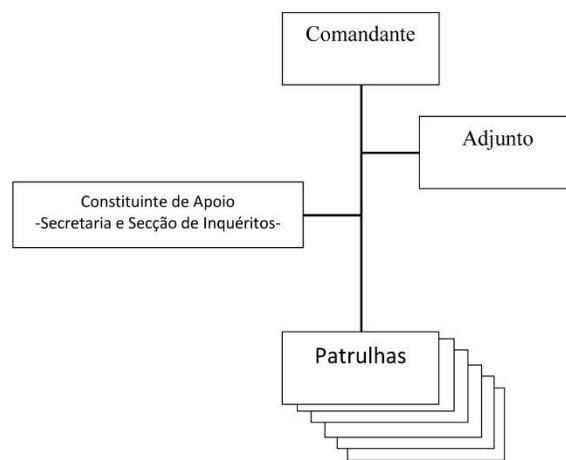 Comandante
Adjunto
Constituinte de Apoio
-Secretaria e Secção de Inquéritos-
Patrulhas